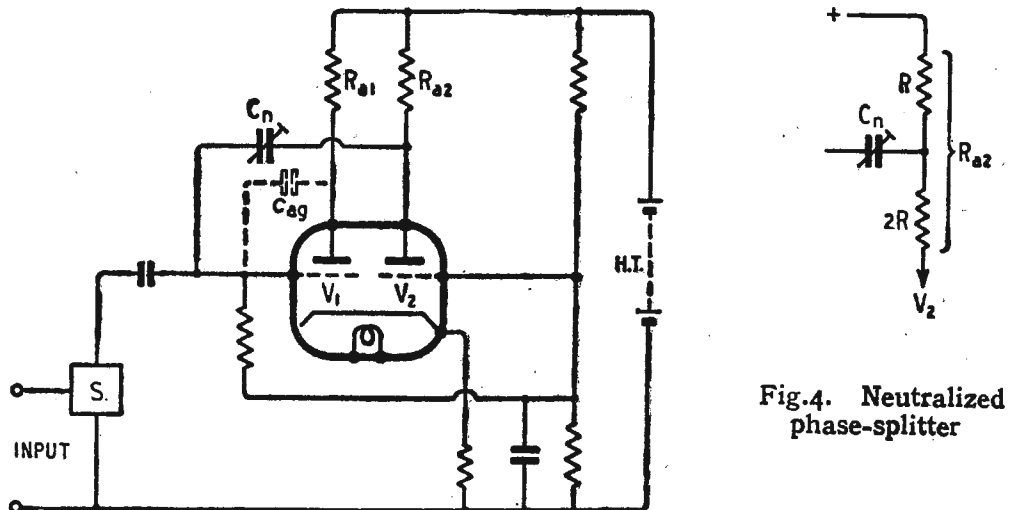 Ra1
Ra2
Cn
Cag
V1
V2
H.T.
S.
INPUT
+
R
Cn
Ra2
2R
V2
Fig.4. Neutralized
phase-splitter